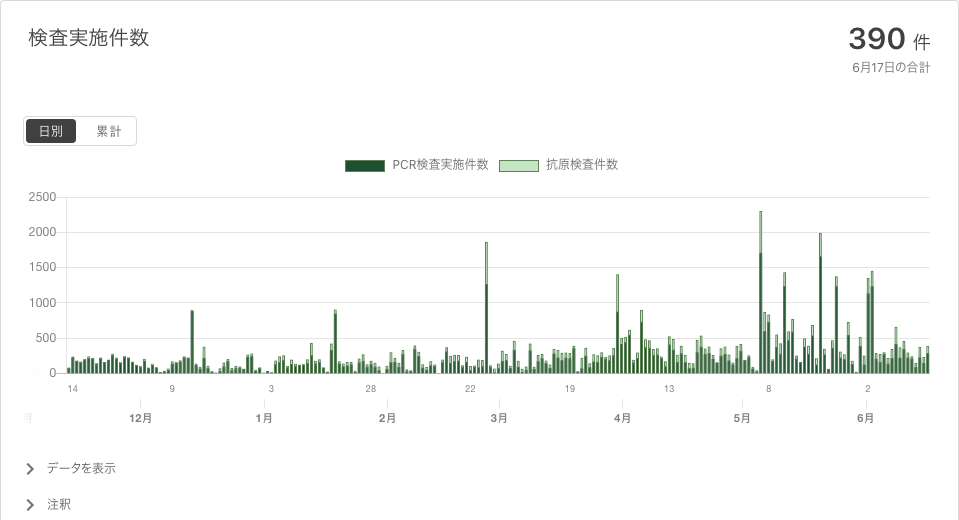 検査実施件数
390 件
6月17日の合計
日別 累計
PCR検査実施件数 抗原検査件数
2500
2000
1500
1000
500
0
14 9 3 28 22 19 13 8 2
12月 1月 2月 3月 4月 5月 6月
データを表示
注釈